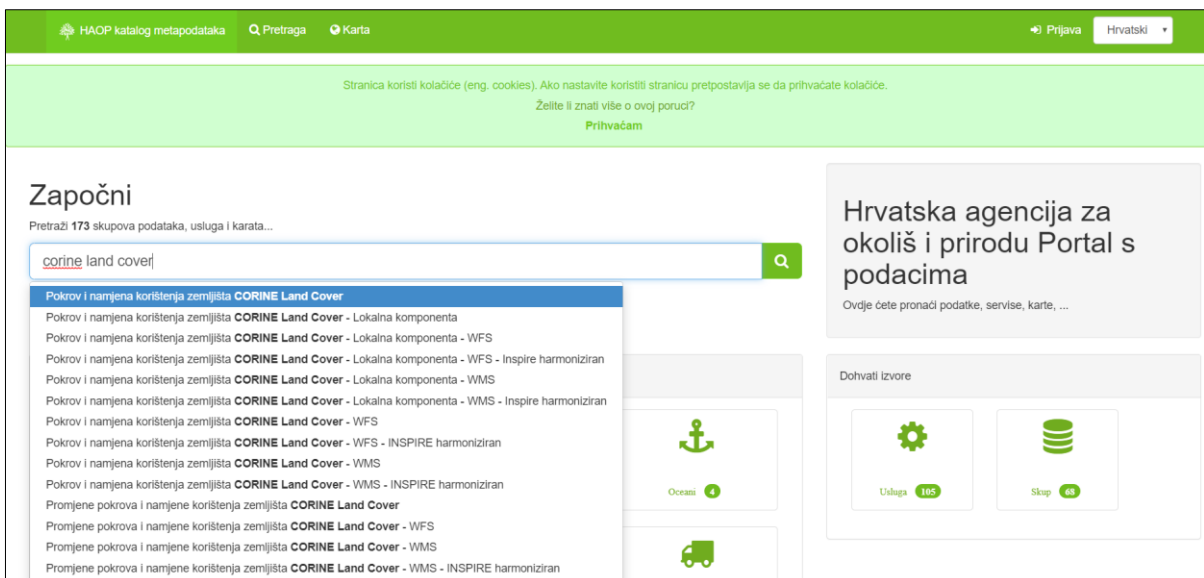 HAOP katalog metapodataka Pretraga Karta Prijava Hrvatski
Stranica koristi kolačiće (eng. cookies). Ako nastavite koristiti stranicu pretpostavlja se da prihvaćate kolačiće.
Želite li znati više o ovoj poruci?
Prihvaćam
Započni
Pretraži 173 skupova podataka, usluga i karata...
corine land cover
Pokrov i namjena korištenja zemljišta CORINE Land Cover
Pokrov i namjena korištenja zemljišta CORINE Land Cover - Lokalna komponenta
Pokrov i namjena korištenja zemljišta CORINE Land Cover - Lokalna komponenta - WFS
Pokrov i namjena korištenja zemljišta CORINE Land Cover - Lokalna komponenta - WFS - Inspire harmoniziran
Pokrov i namjena korištenja zemljišta CORINE Land Cover - Lokalna komponenta - WMS
Pokrov i namjena korištenja zemljišta CORINE Land Cover - Lokalna komponenta - WMS - Inspire harmoniziran
Pokrov i namjena korištenja zemljišta CORINE Land Cover - WFS
Pokrov i namjena korištenja zemljišta CORINE Land Cover - WFS - INSPIRE harmoniziran
Pokrov i namjena korištenja zemljišta CORINE Land Cover - WMS
Pokrov i namjena korištenja zemljišta CORINE Land Cover - WMS - INSPIRE harmoniziran
Promjene pokrova i namjene korištenja zemljišta CORINE Land Cover
Promjene pokrova i namjene korištenja zemljišta CORINE Land Cover - WFS
Promjene pokrova i namjene korištenja zemljišta CORINE Land Cover - WMS
Promjene pokrova i namjene korištenja zemljišta CORINE Land Cover - WMS - INSPIRE harmoniziran
Oceani 4
Hrvatska agencija za
okoliš i prirodu Portal s
podacima
Ovdje ćete pronaći podatke, servise, karte, ...
Dohvati izvore
Usluga 105
Skup 68